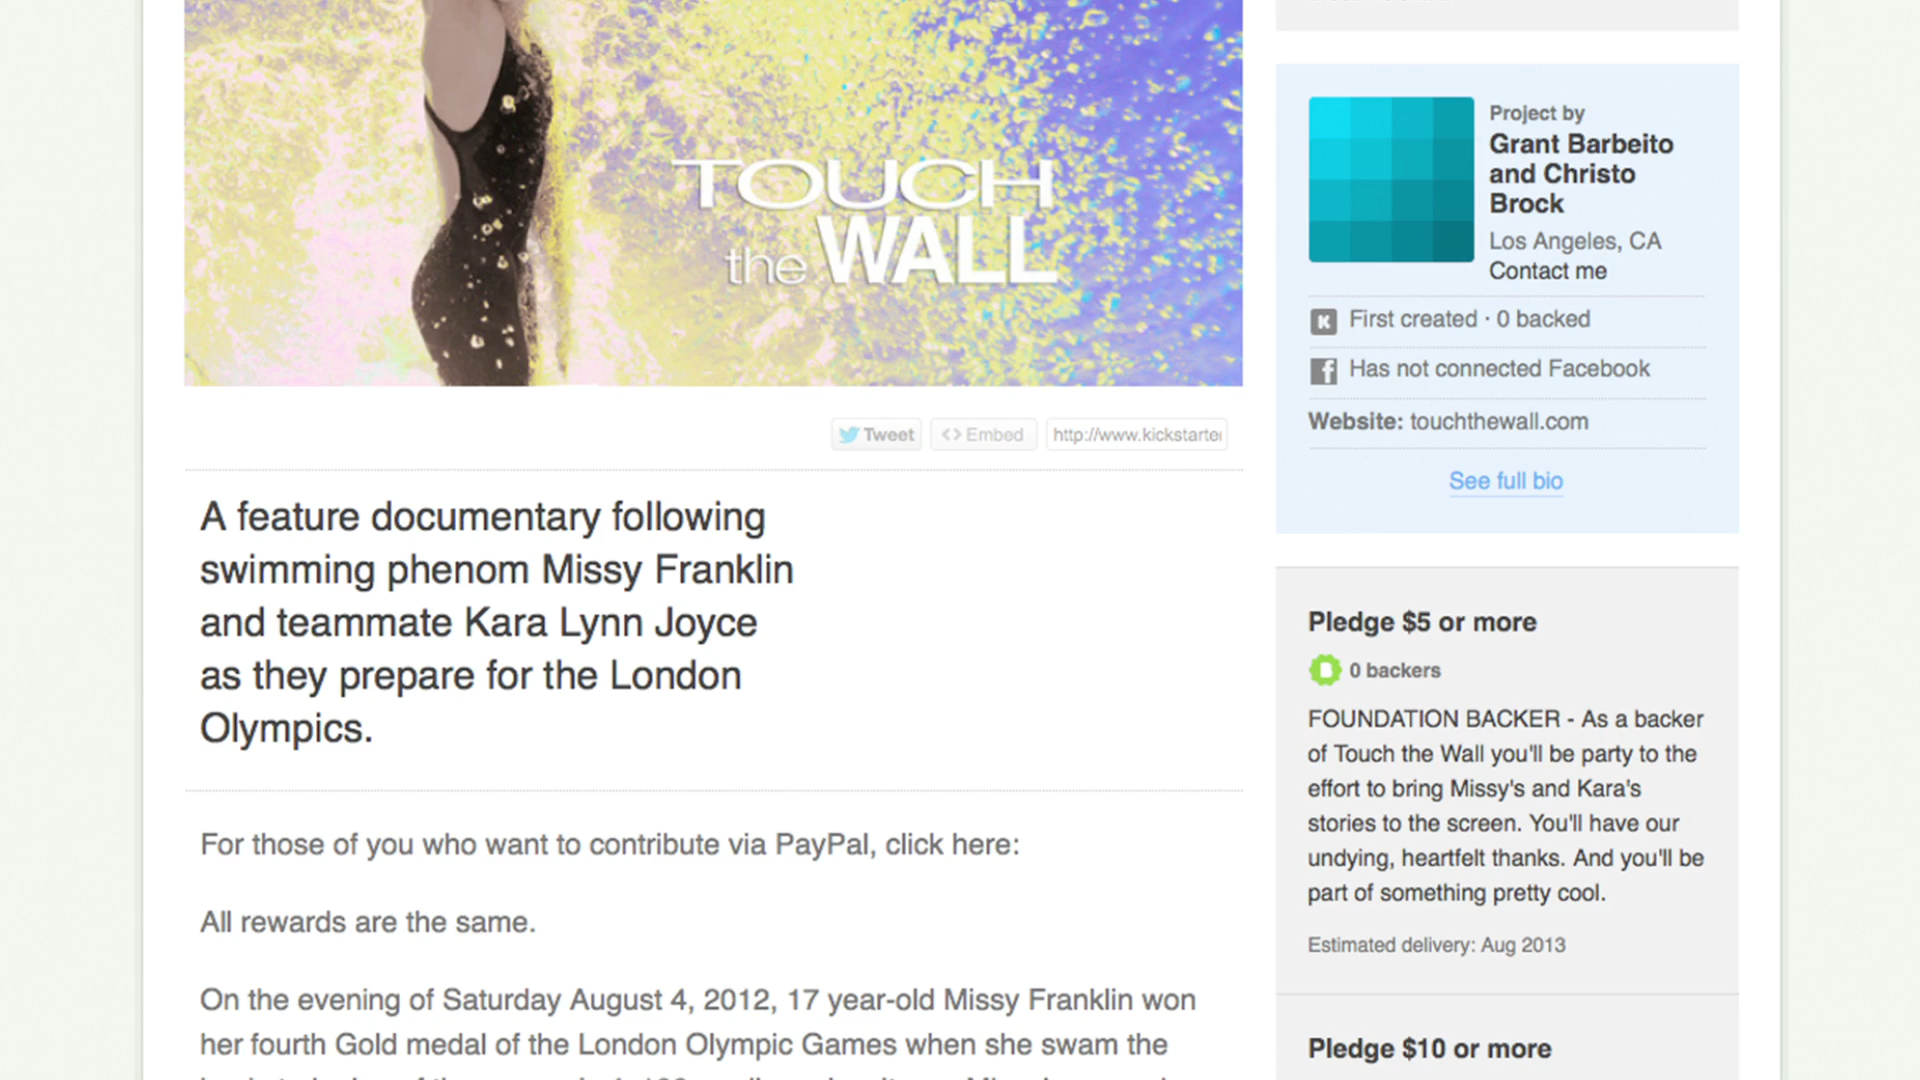 TOUCH
the WALL
Tweet
Embed
http://www.kickstarter
A feature documentary following
swimming phenom Missy Franklin
and teammate Kara Lynn Joyce
as they prepare for the London
Olympics.
For those of you who want to contribute via PayPal, click here:
All rewards are the same.
On the evening of Saturday August 4, 2012, 17 year-old Missy Franklin won
her fourth Gold medal of the London Olympic Games when she swam the
Project by
Grant Barbeito
and Christo
Brock
Los Angeles, CA
Contact me
K First created · 0 backed
f Has not connected Facebook
Website: touchthewall.com
See full bio
Pledge $5 or more
B 0 backers
FOUNDATION BACKER - As a backer
of Touch the Wall you'll be party to the
effort to bring Missy's and Kara's
stories to the screen. You'll have our
undying, heartfelt thanks. And you'll be
part of something pretty cool.
Estimated delivery: Aug 2013
Pledge $10 or more